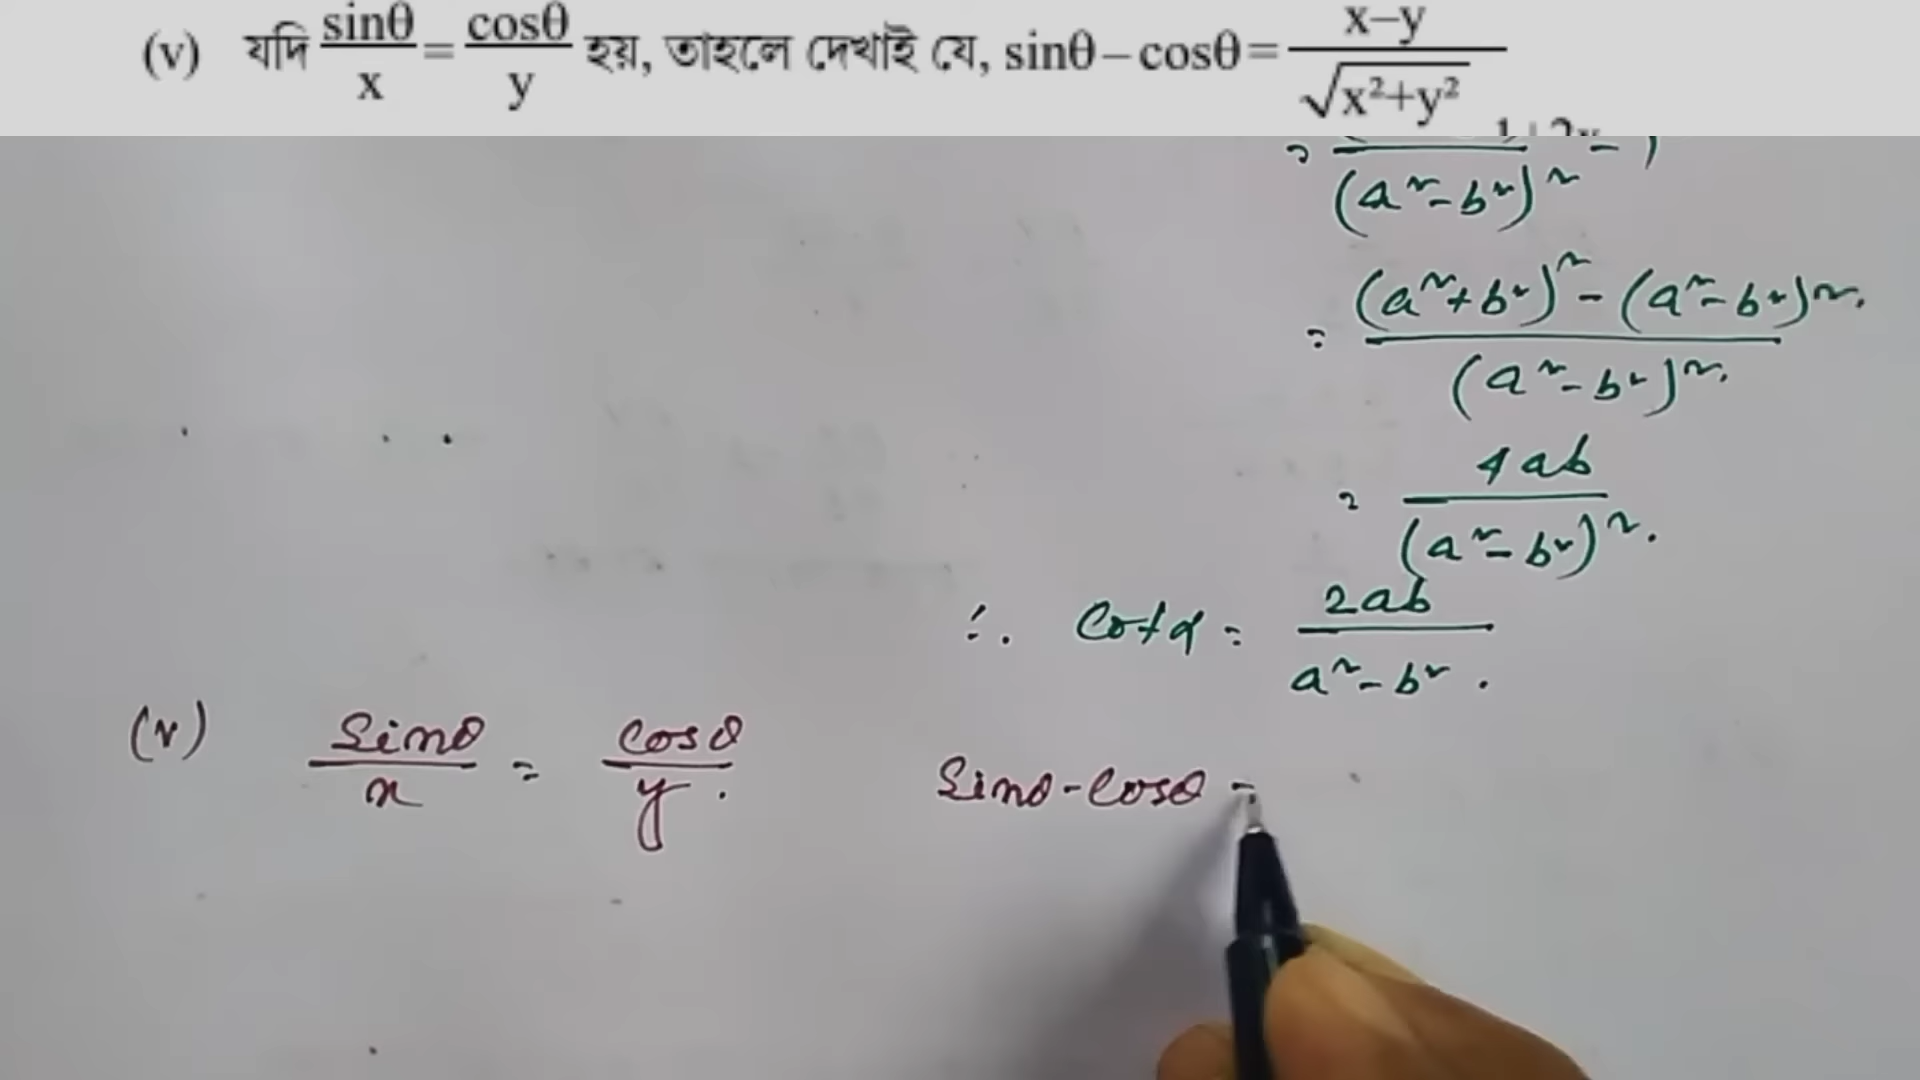 (v) যদি sinθ/x = cosθ/y হয়, তাহলে দেখাই যে, sinθ – cosθ = x–y/√x²+y²
= (a²-b²)² - 1
= (a²+b²)² - (a²-b²)²/(a²-b²)².
= 4ab/(a²-b²)².
∴ Cotα = 2ab/a²-b².
(v) Sinθ/x = Cosθ/y. Sinθ-Cosθ =